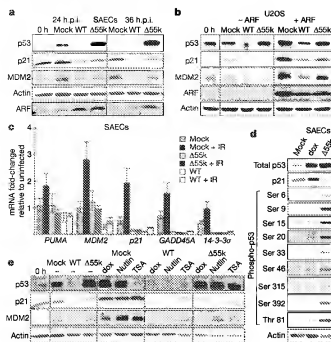 a
24 h.p.i. SAECs 36 h.p.i.
0 h Mock WT Δ55k Mock WT Δ55k
p53
p21
MDM2
Actin
ARF
b
U2OS
– ARF + ARF
0 h Mock WT Δ55k Mock WT Δ55k
p53
p21
MDM2
ARF
Actin
c
SAECs
mRNA fold-change
relative to uninfected
Mock
Mock + IR
Δ55k
Δ55k + IR
WT
WT + IR
PUMA MDM2 p21 GADD45A 14-3-3σ
d
SAECs
Mock dox Δ55k
Total p53
p21
Phospho-p53
Ser 6
Ser 9
Ser 15
Ser 20
Ser 33
Ser 46
Ser 315
Ser 392
Thr 81
Actin
e
Mock Mock WT Δ55k
0 h – WT Δ55k dox Nutlin TSA dox Nutlin TSA dox Nutlin TSA
p53
p21
MDM2
Actin